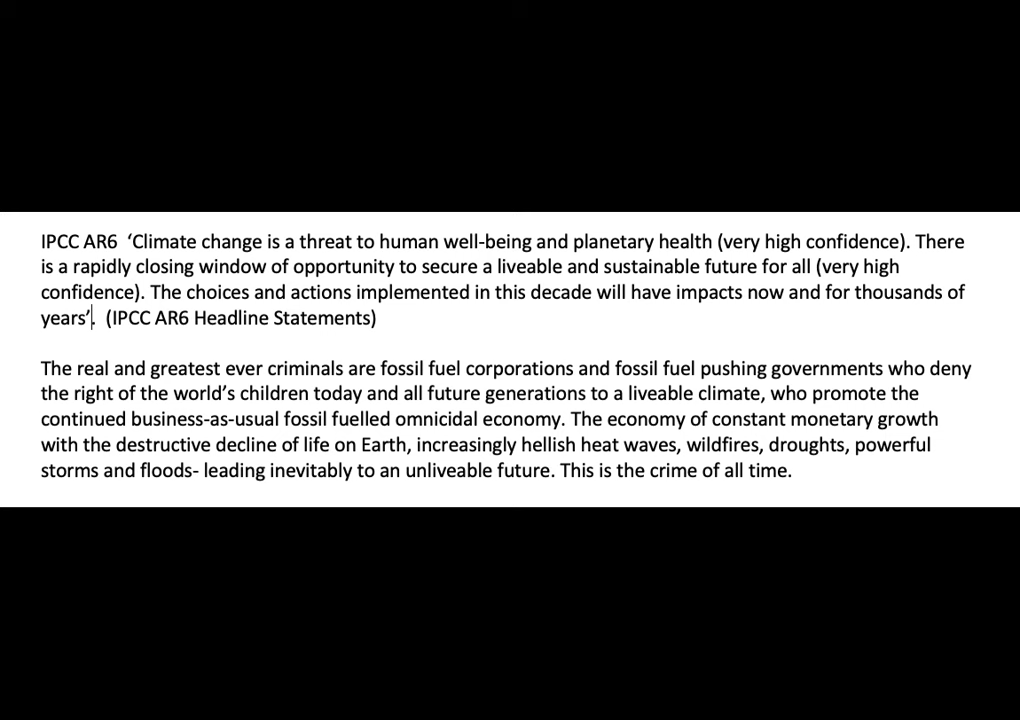 IPCC AR6  ‘Climate change is a threat to human well-being and planetary health (very high confidence). There
is a rapidly closing window of opportunity to secure a liveable and sustainable future for all (very high
confidence). The choices and actions implemented in this decade will have impacts now and for thousands of
years’.  (IPCC AR6 Headline Statements)
The real and greatest ever criminals are fossil fuel corporations and fossil fuel pushing governments who deny
the right of the world’s children today and all future generations to a liveable climate, who promote the
continued business-as-usual fossil fuelled omnicidal economy. The economy of constant monetary growth
with the destructive decline of life on Earth, increasingly hellish heat waves, wildfires, droughts, powerful
storms and floods- leading inevitably to an unliveable future. This is the crime of all time.